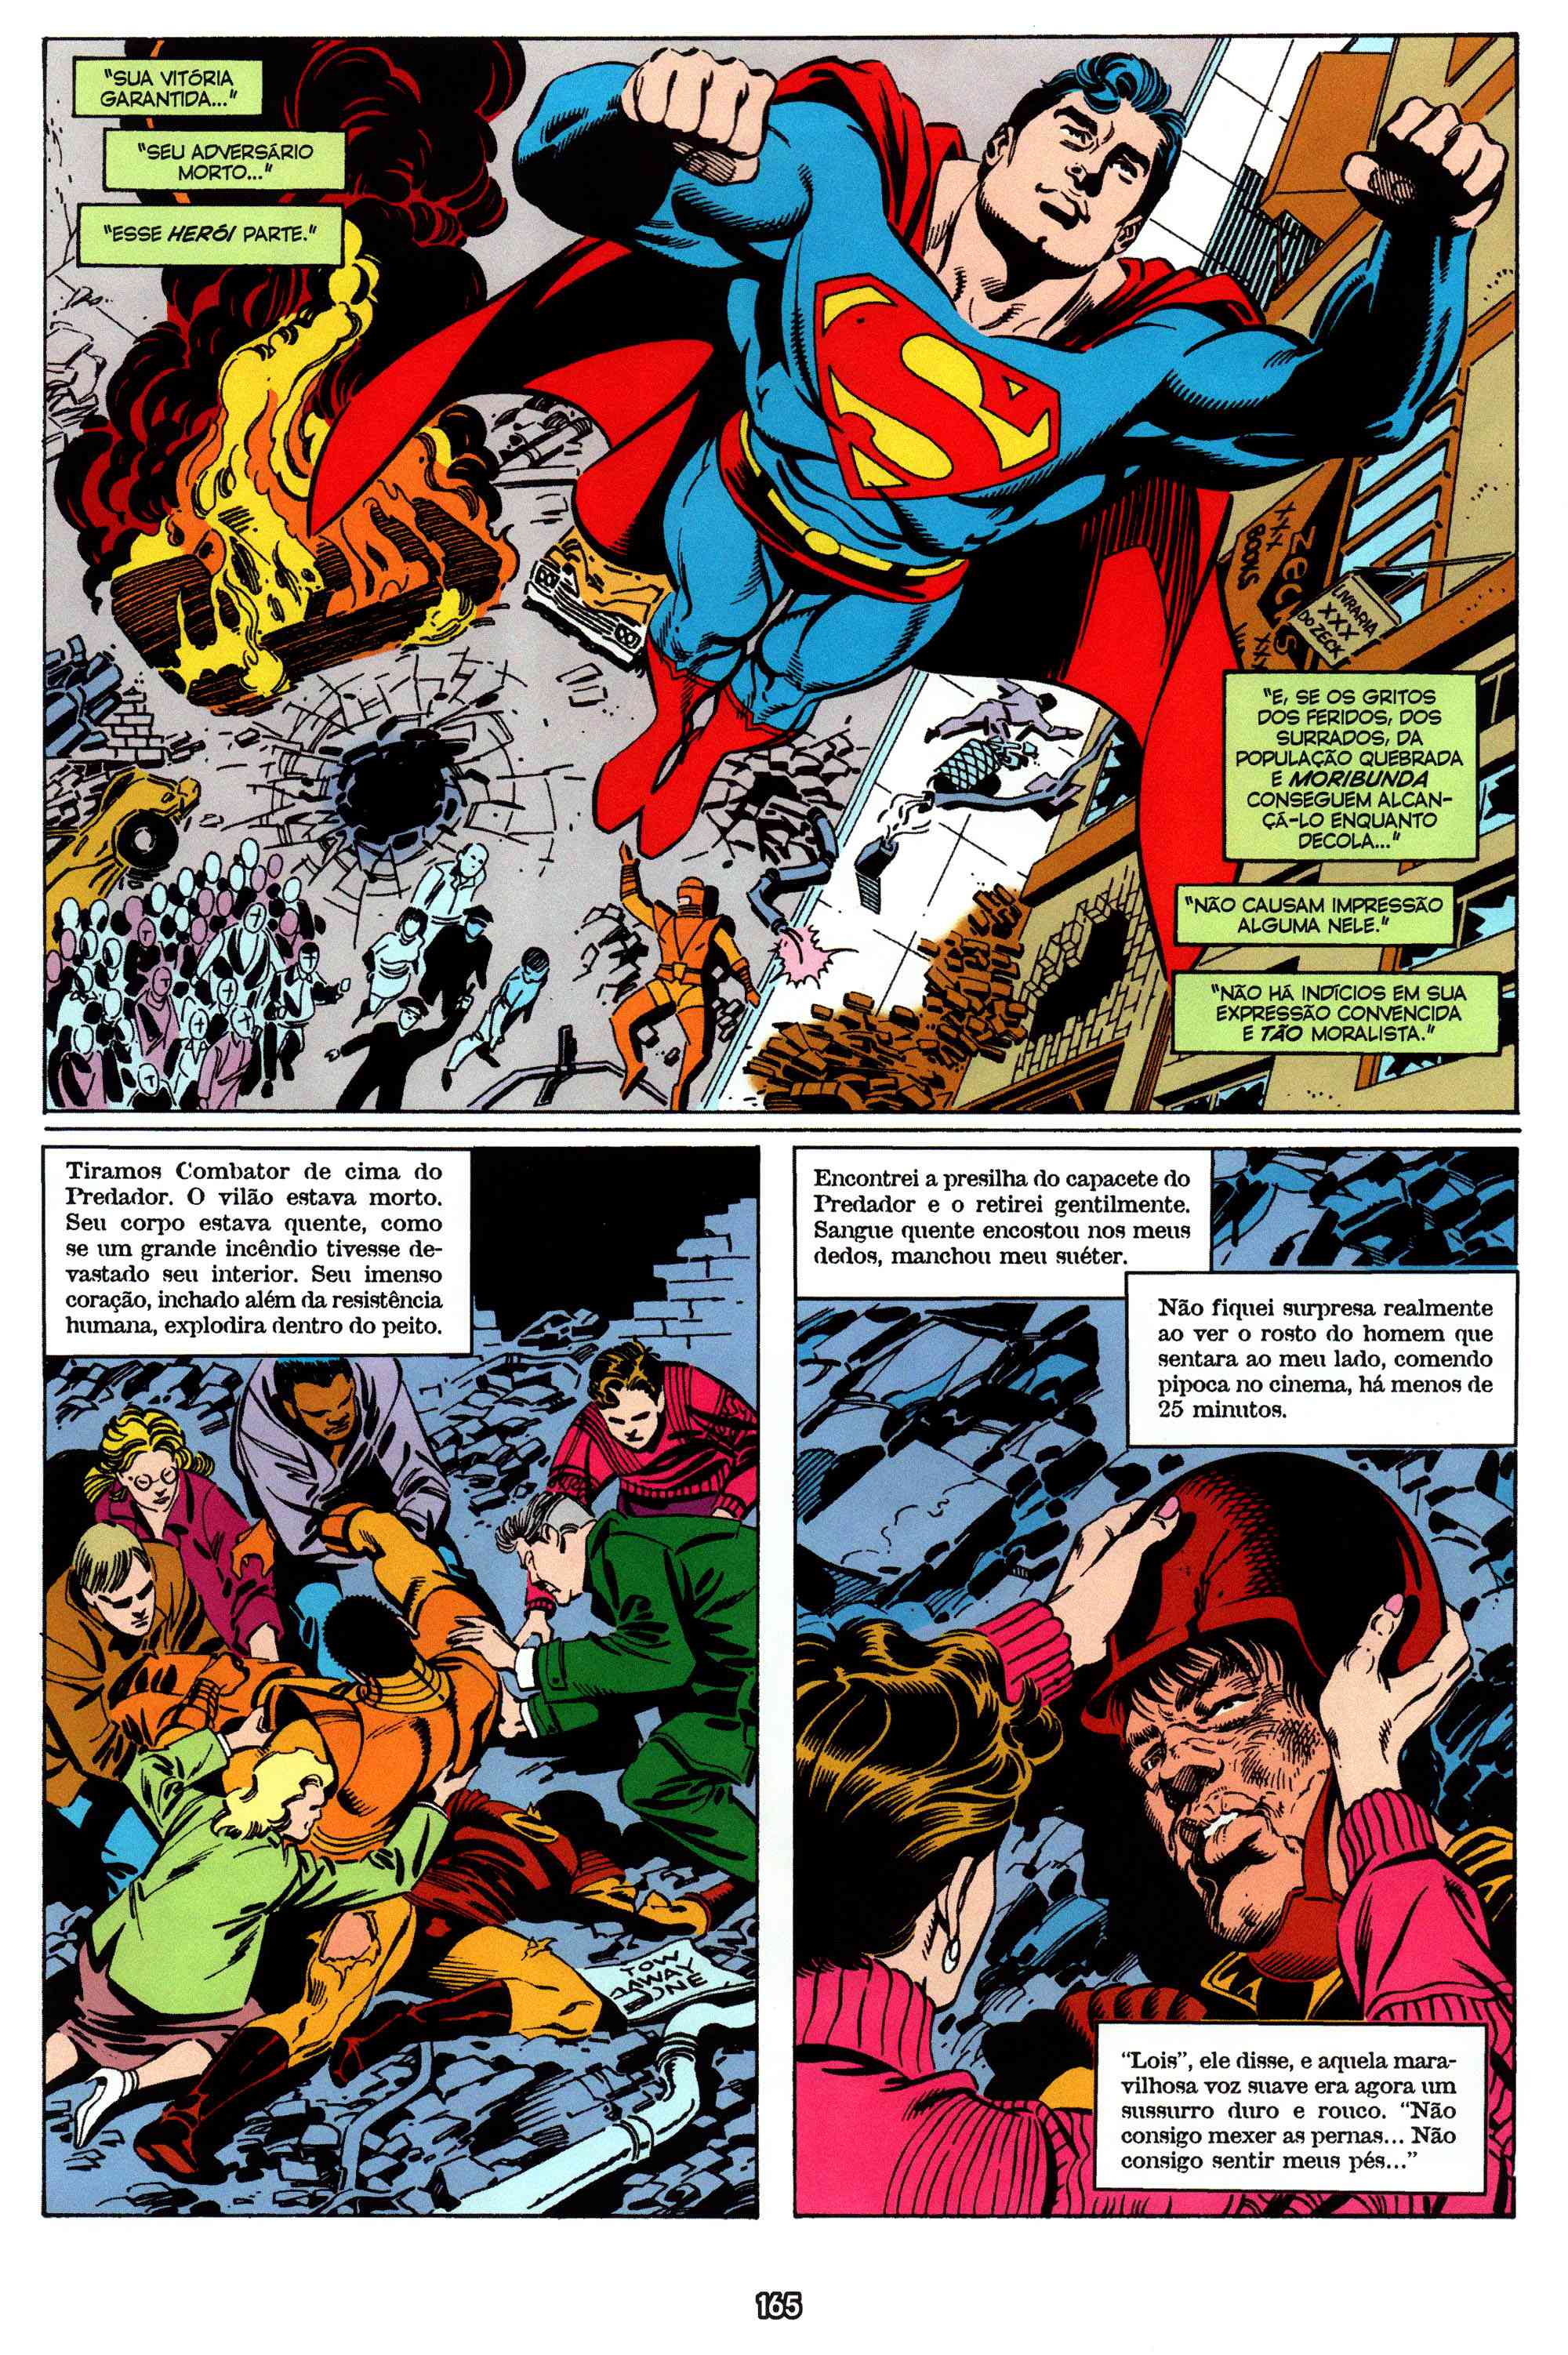 "SUA VITÓRIA
GARANTIDA..."
"SEU ADVERSÁRIO
MORTO..."
"ESSE HERÓI PARTE."
S
XXX
BOOKS
ZECK'S
XXX
LIVRARIA
XXX
DO ZECK
"E, SE OS GRITOS
DOS FERIDOS, DOS
SURRADOS, DA
POPULAÇÃO QUEBRADA
E MORIBUNDA
CONSEGUEM ALCAN-
ÇÁ-LO ENQUANTO
DECOLA..."
"NÃO CAUSAM IMPRESSÃO
ALGUMA NELE."
"NÃO HÁ INDÍCIOS EM SUA
EXPRESSÃO CONVENCIDA
E TÃO MORALISTA."
Tiramos Combator de cima do
Predador. O vilão estava morto.
Seu corpo estava quente, como
se um grande incêndio tivesse de-
vastado seu interior. Seu imenso
coração, inchado além da resistência
humana, explodira dentro do peito.
TOW
AWAY
ZONE
Encontrei a presilha do capacete do
Predador e o retirei gentilmente.
Sangue quente encostou nos meus
dedos, manchou meu suéter.
Não fiquei surpresa realmente
ao ver o rosto do homem que
sentara ao meu lado, comendo
pipoca no cinema, há menos de
25 minutos.
"Lois", ele disse, e aquela mara-
vilhosa voz suave era agora um
sussurro duro e rouco. "Não
consigo mexer as pernas... Não
consigo sentir meus pés..."
165